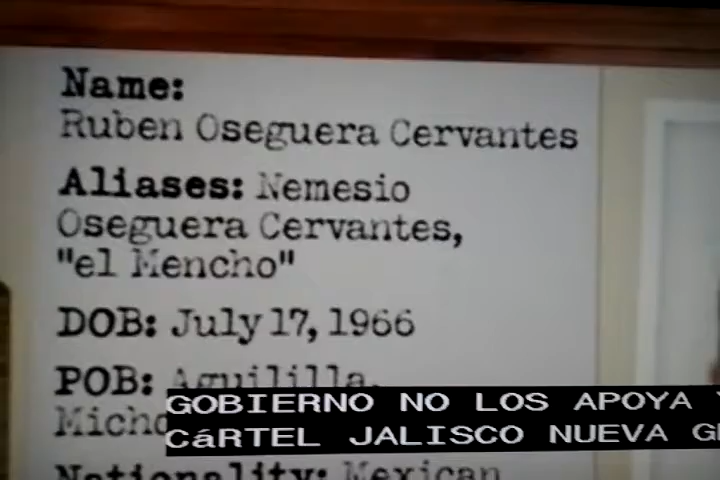 Name:
Ruben Oseguera Cervantes
Aliases: Nemesio
Oseguera Cervantes,
"el Mencho"
DOB: July 17, 1966
POB: Aguililla,
GOBIERNO NO LOS APOYA
CáRTEL JALISCO NUEVA
Nationality: Mexican